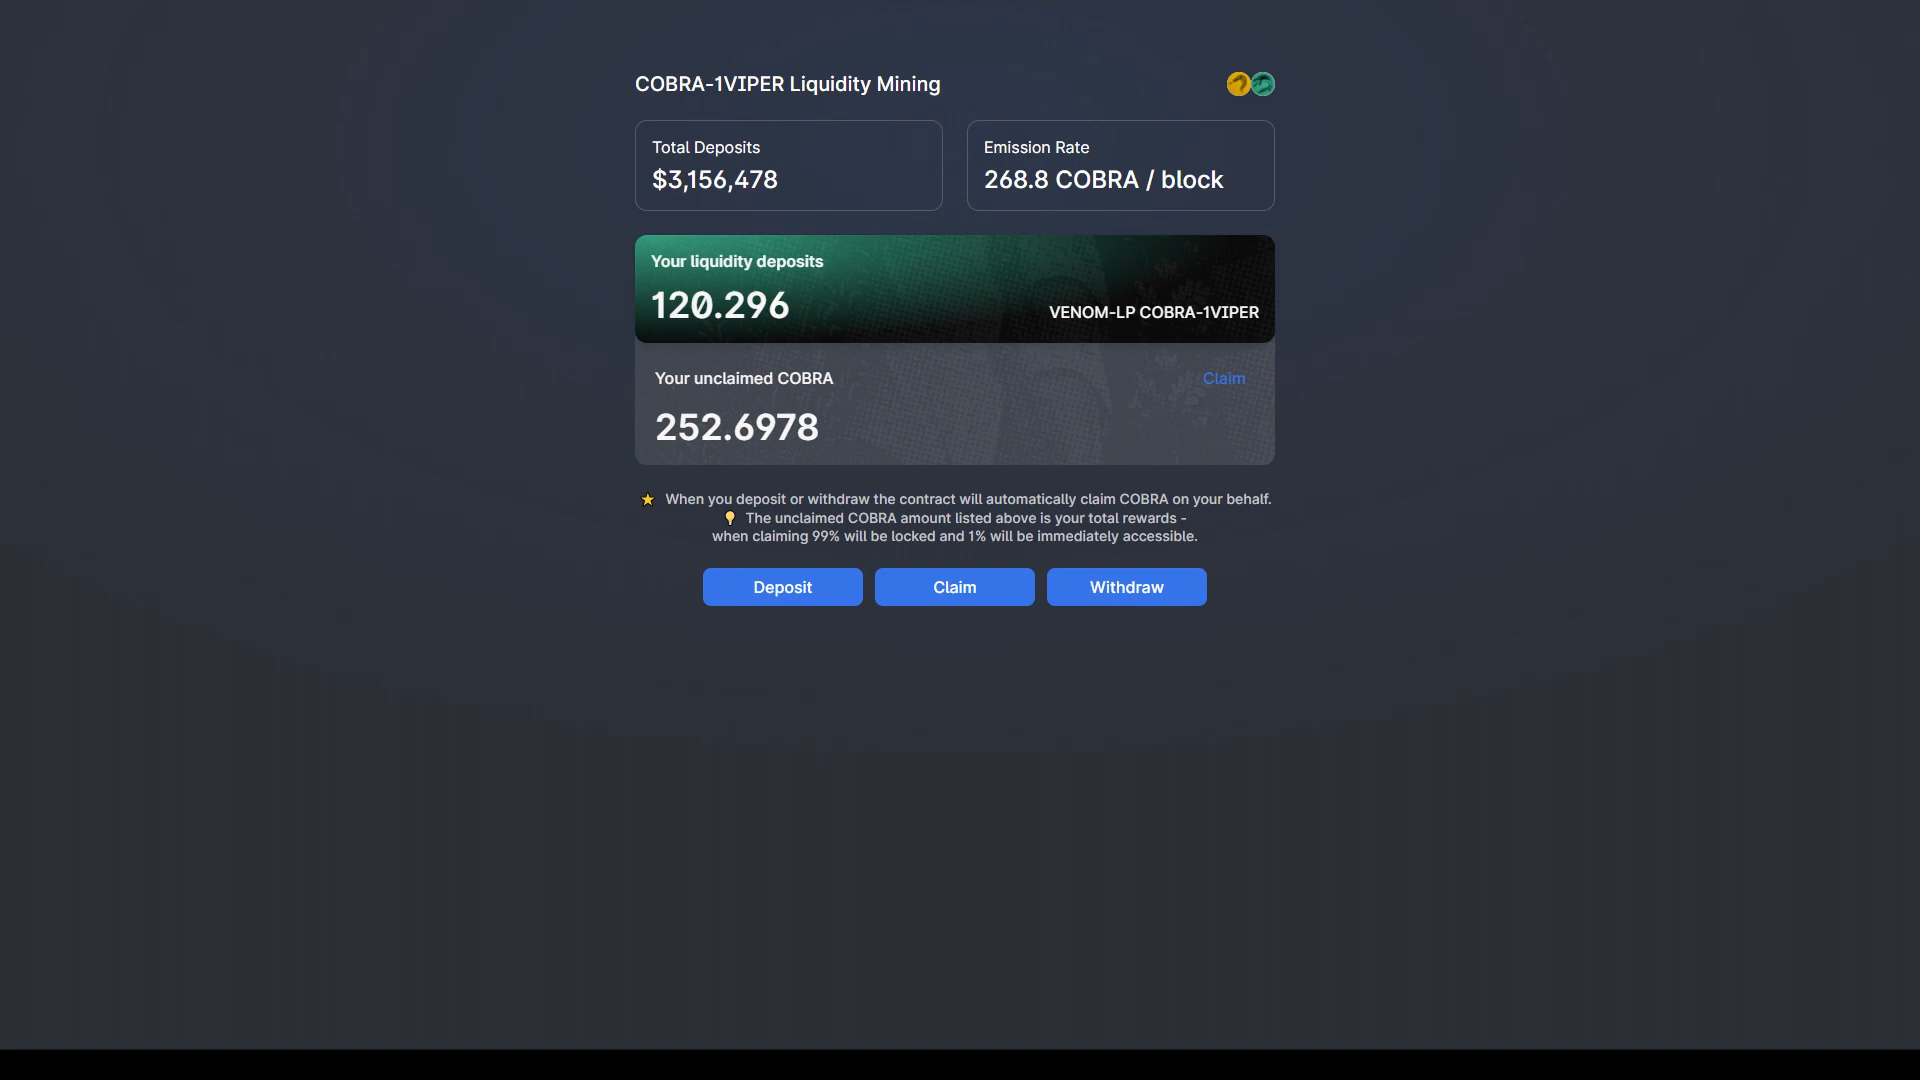 COBRA-1VIPER Liquidity Mining
Total Deposits
$3,156,478
Emission Rate
268.8 COBRA / block
Your liquidity deposits
120.296
VENOM-LP COBRA-1VIPER
Your unclaimed COBRA
Claim
252.6978
⭐ When you deposit or withdraw the contract will automatically claim COBRA on your behalf.
💡 The unclaimed COBRA amount listed above is your total rewards -
when claiming 99% will be locked and 1% will be immediately accessible.
Deposit
Claim
Withdraw